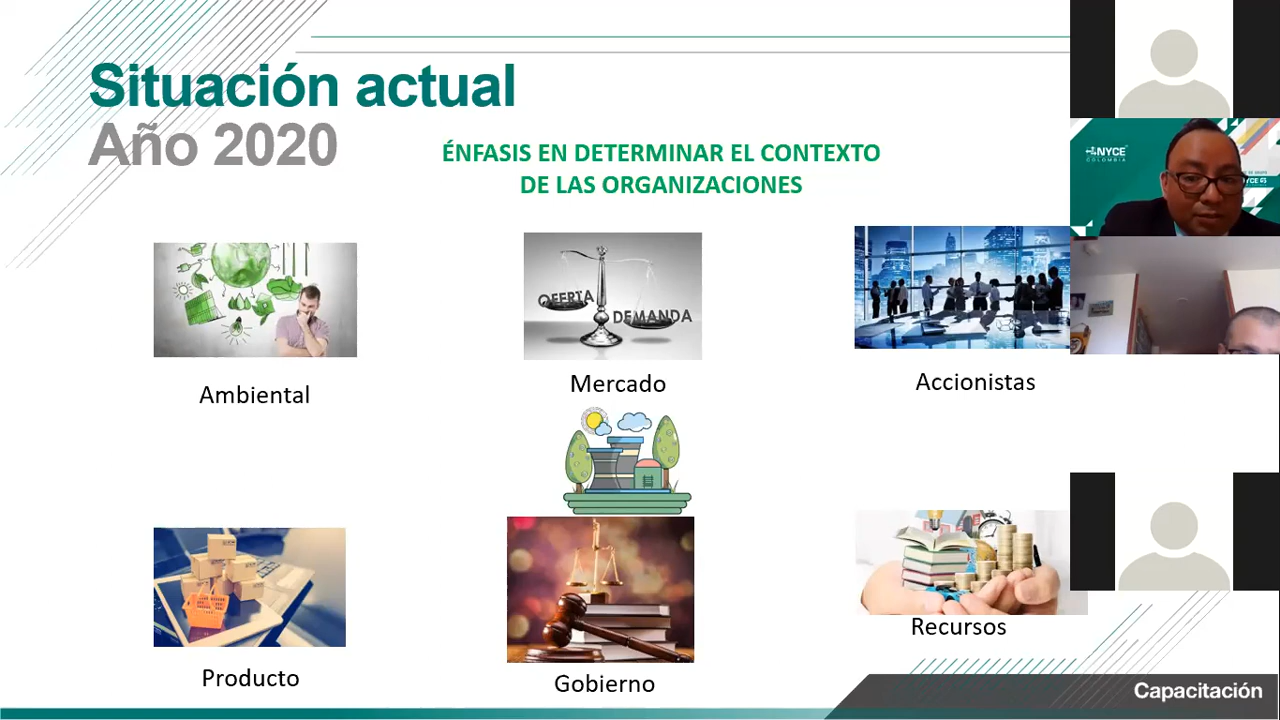 Situación actual
Año 2020
ÉNFASIS EN DETERMINAR EL CONTEXTO
DE LAS ORGANIZACIONES
NYCE
COLOMBIA
OFERTA
DEMANDA
Ambiental
Mercado
Accionistas
Producto
Gobierno
Recursos
Capacitación